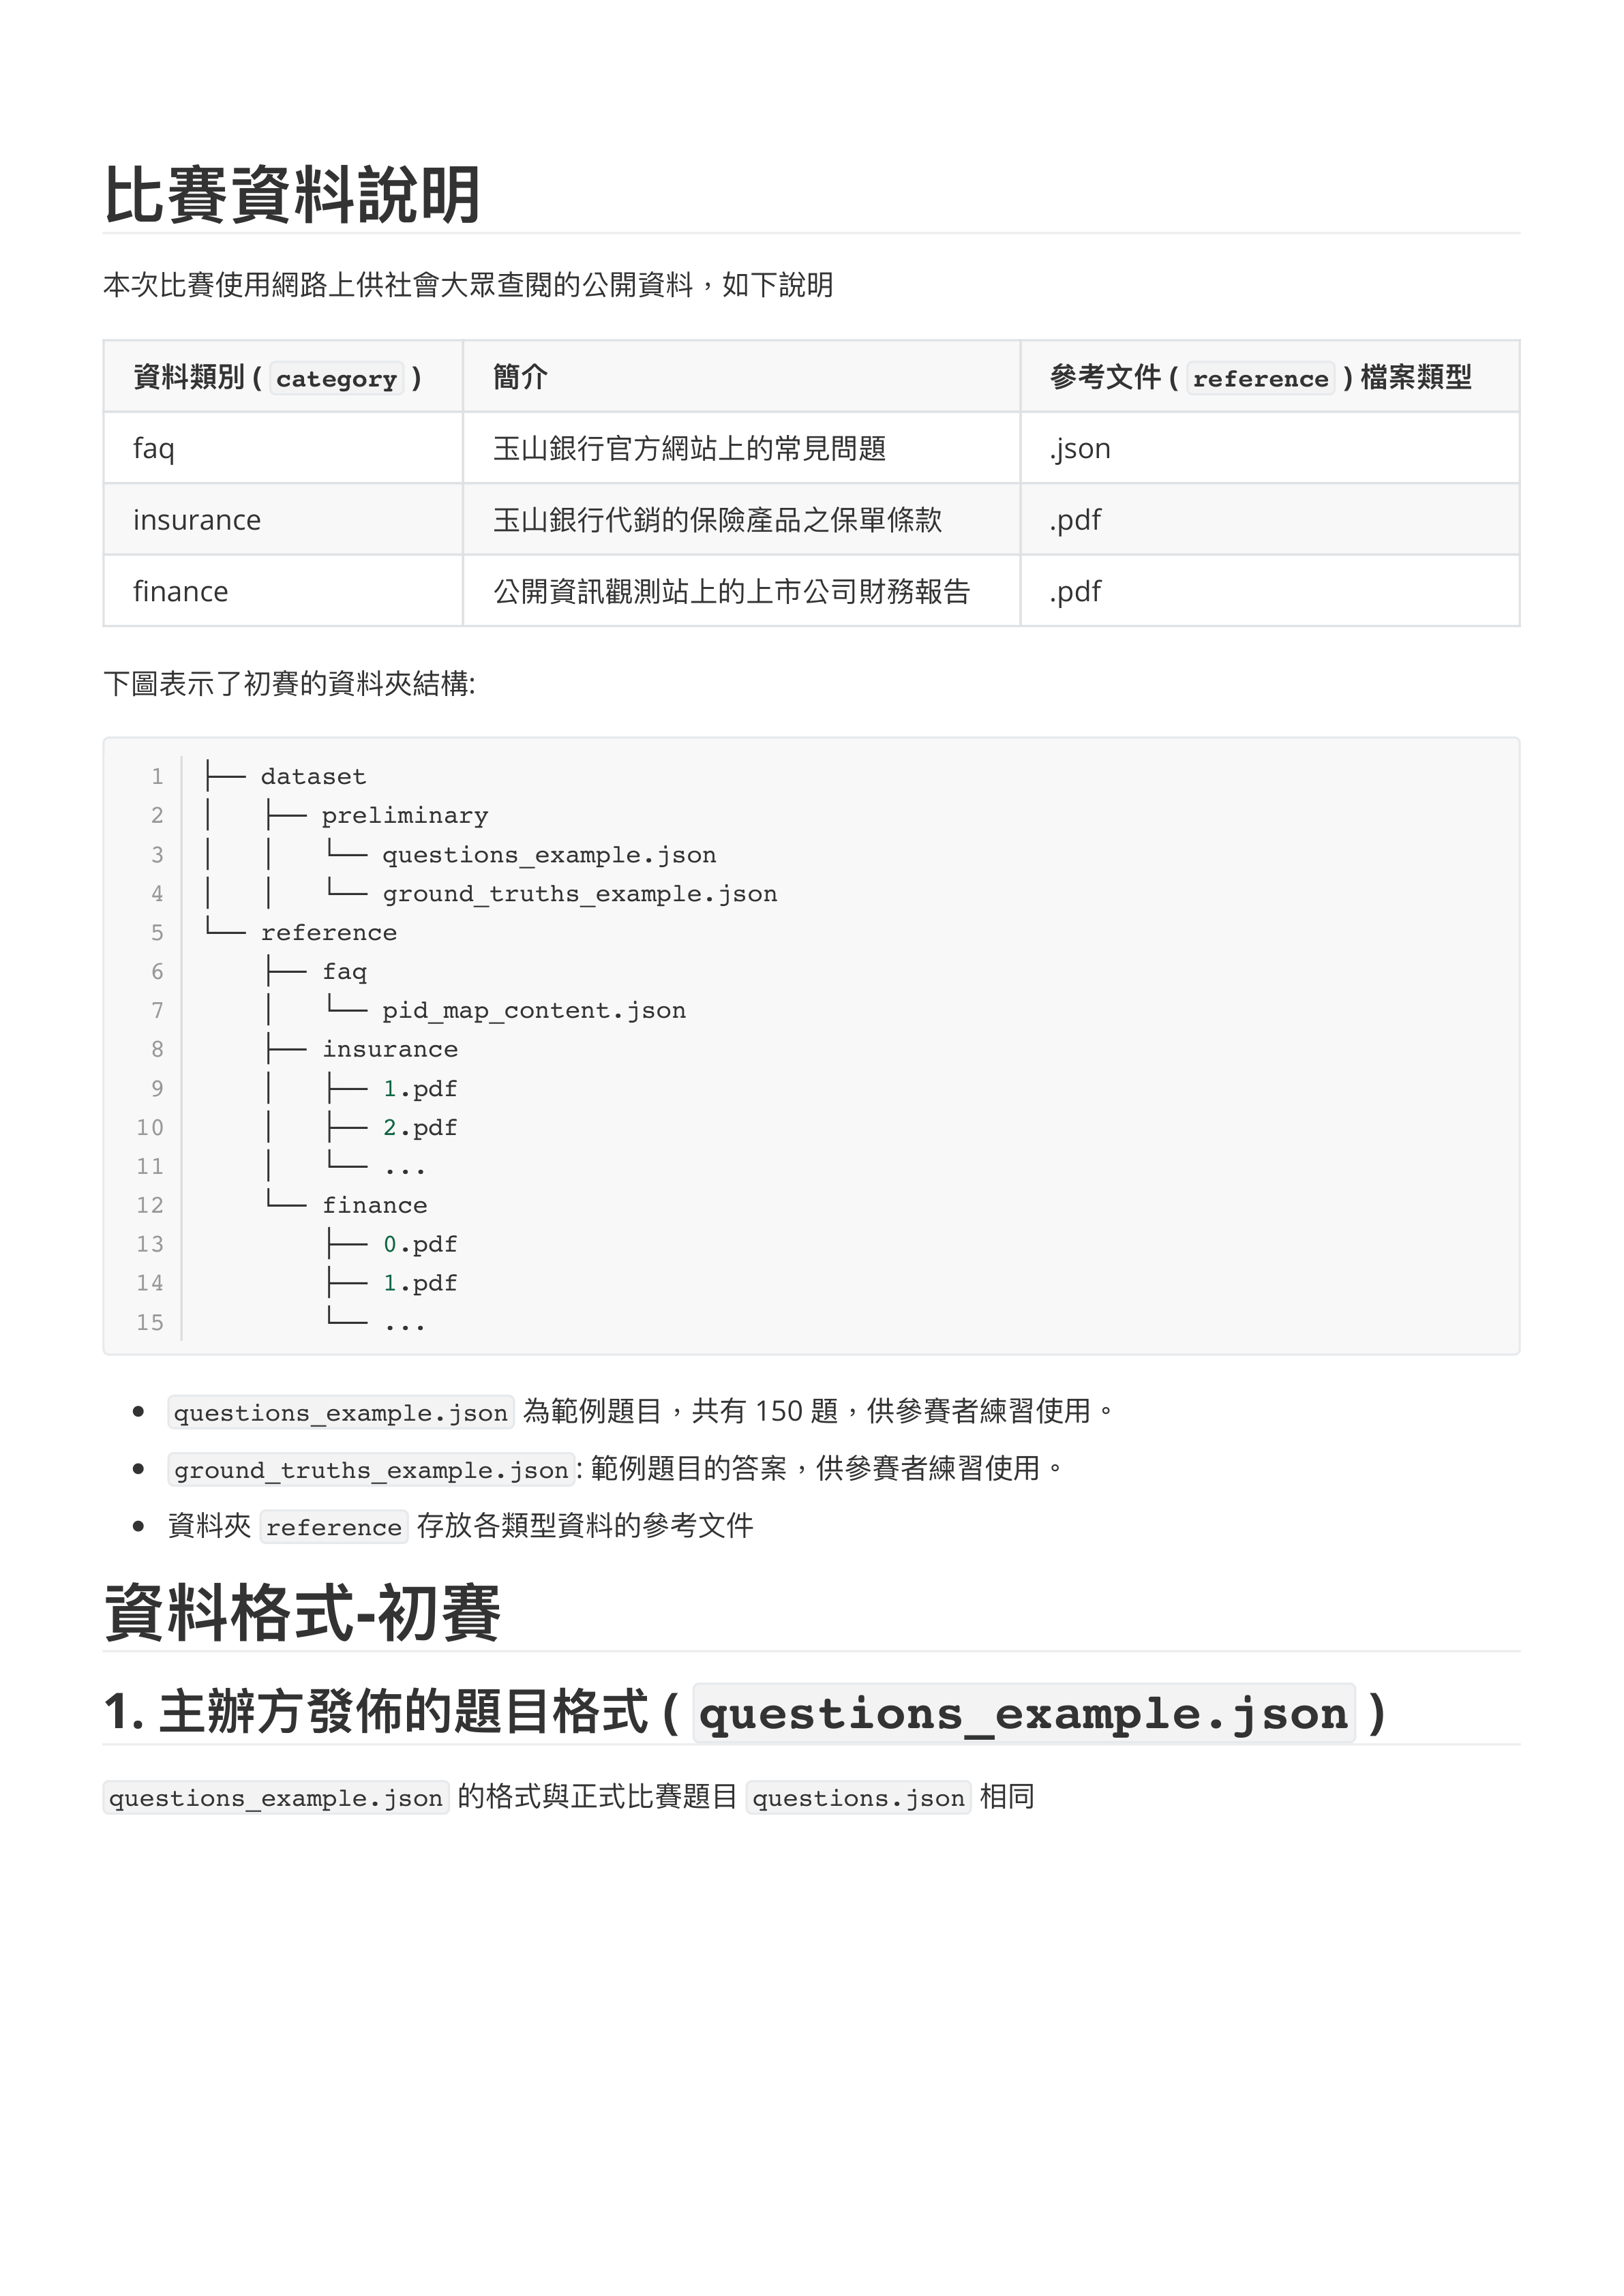 比賽資料說明
本次比賽使用網路上供社會大眾查閱的公開資料，如下說明
資料類別 ( category ) 簡介 參考文件 ( reference ) 檔案類型
faq 玉山銀行官方網站上的常見問題 .json
insurance 玉山銀行代銷的保險產品之保單條款 .pdf
finance 公開資訊觀測站上的上市公司財務報告 .pdf
下圖表示了初賽的資料夾結構:
1 ├── dataset
2 │   ├── preliminary
3 │   │   └── questions_example.json
4 │   │   └── ground_truths_example.json
5 └── reference
6     ├── faq
7     │   └── pid_map_content.json
8     ├── insurance
9     │   ├── 1.pdf
10     │   ├── 2.pdf
11     │   └── ...
12     └── finance
13         ├── 0.pdf
14         ├── 1.pdf
15         └── ...
• questions_example.json 為範例題目，共有 150 題，供參賽者練習使用。
• ground_truths_example.json: 範例題目的答案，供參賽者練習使用。
• 資料夾 reference 存放各類型資料的參考文件
資料格式-初賽
1. 主辦方發佈的題目格式 ( questions_example.json )
questions_example.json 的格式與正式比賽題目 questions.json 相同